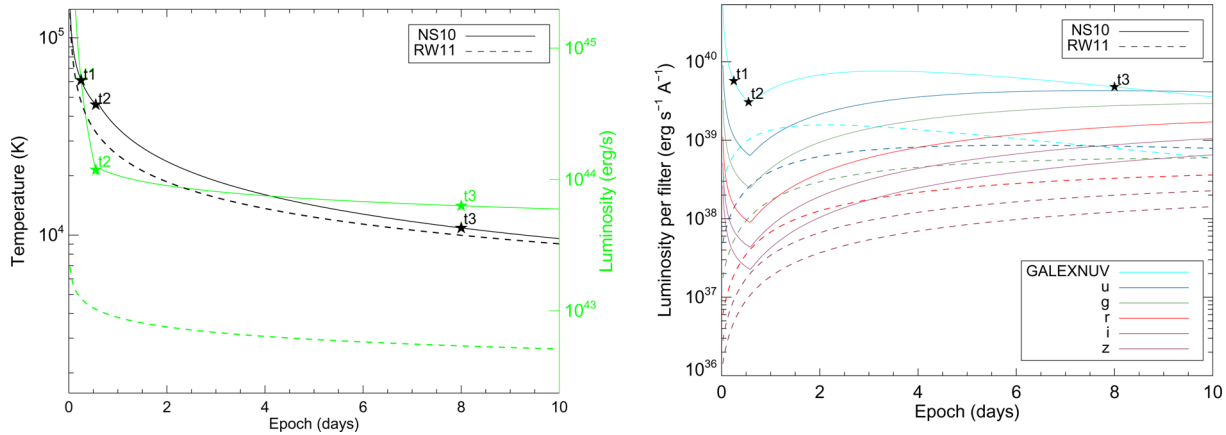 NS10
RW11
10^5
10^4
10^45
10^44
10^43
t1
t2
t2
t3
t3
Temperature (K)
Luminosity (erg/s)
0 2 4 6 8 10
Epoch (days)
NS10
RW11
10^40
10^39
10^38
10^37
10^36
t1
t2
t3
Luminosity per filter (erg s^-1 A^-1)
GALEXNUV
u
g
r
i
z
0 2 4 6 8 10
Epoch (days)